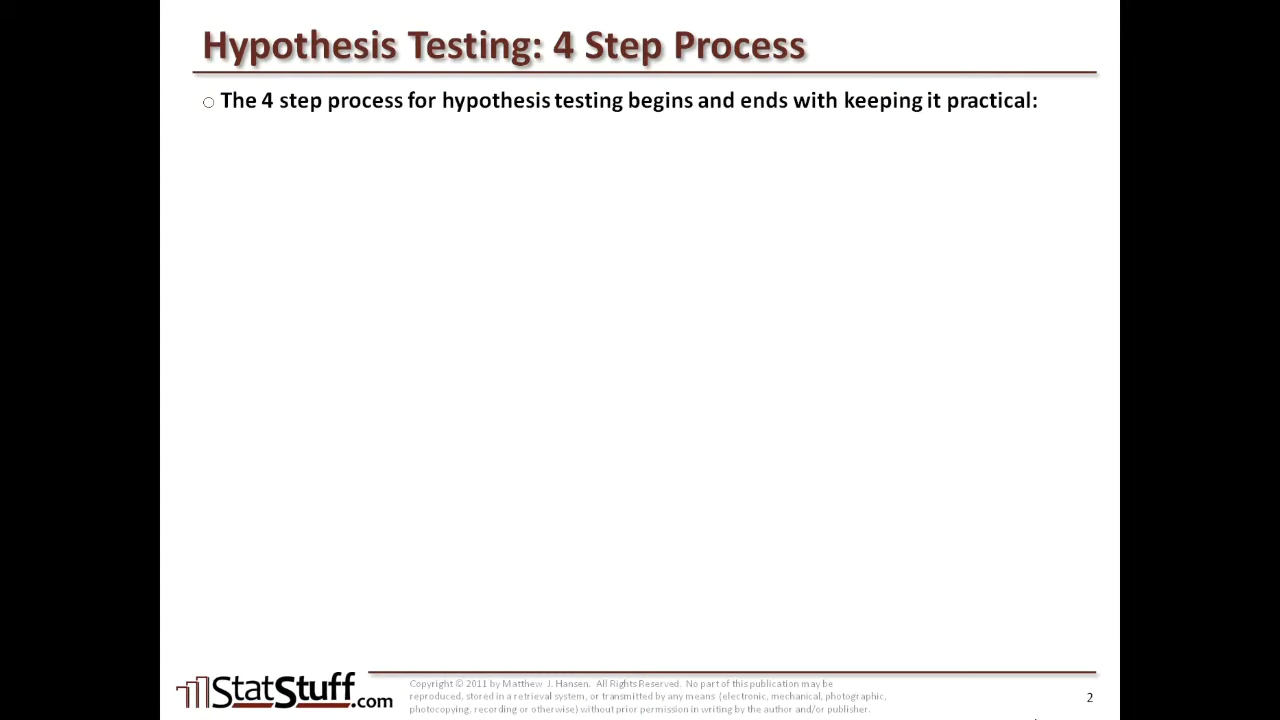 Hypothesis Testing: 4 Step Process
○ The 4 step process for hypothesis testing begins and ends with keeping it practical:
StatStuff.com
Copyright © 2011 by Matthew J. Hansen. All Rights Reserved. No part of this publication may be
reproduced, stored in a retrieval system, or transmitted by any means (electronic, mechanical, photographic,
photocopying, recording or otherwise) without prior permission in writing by the author and/or publisher.
2